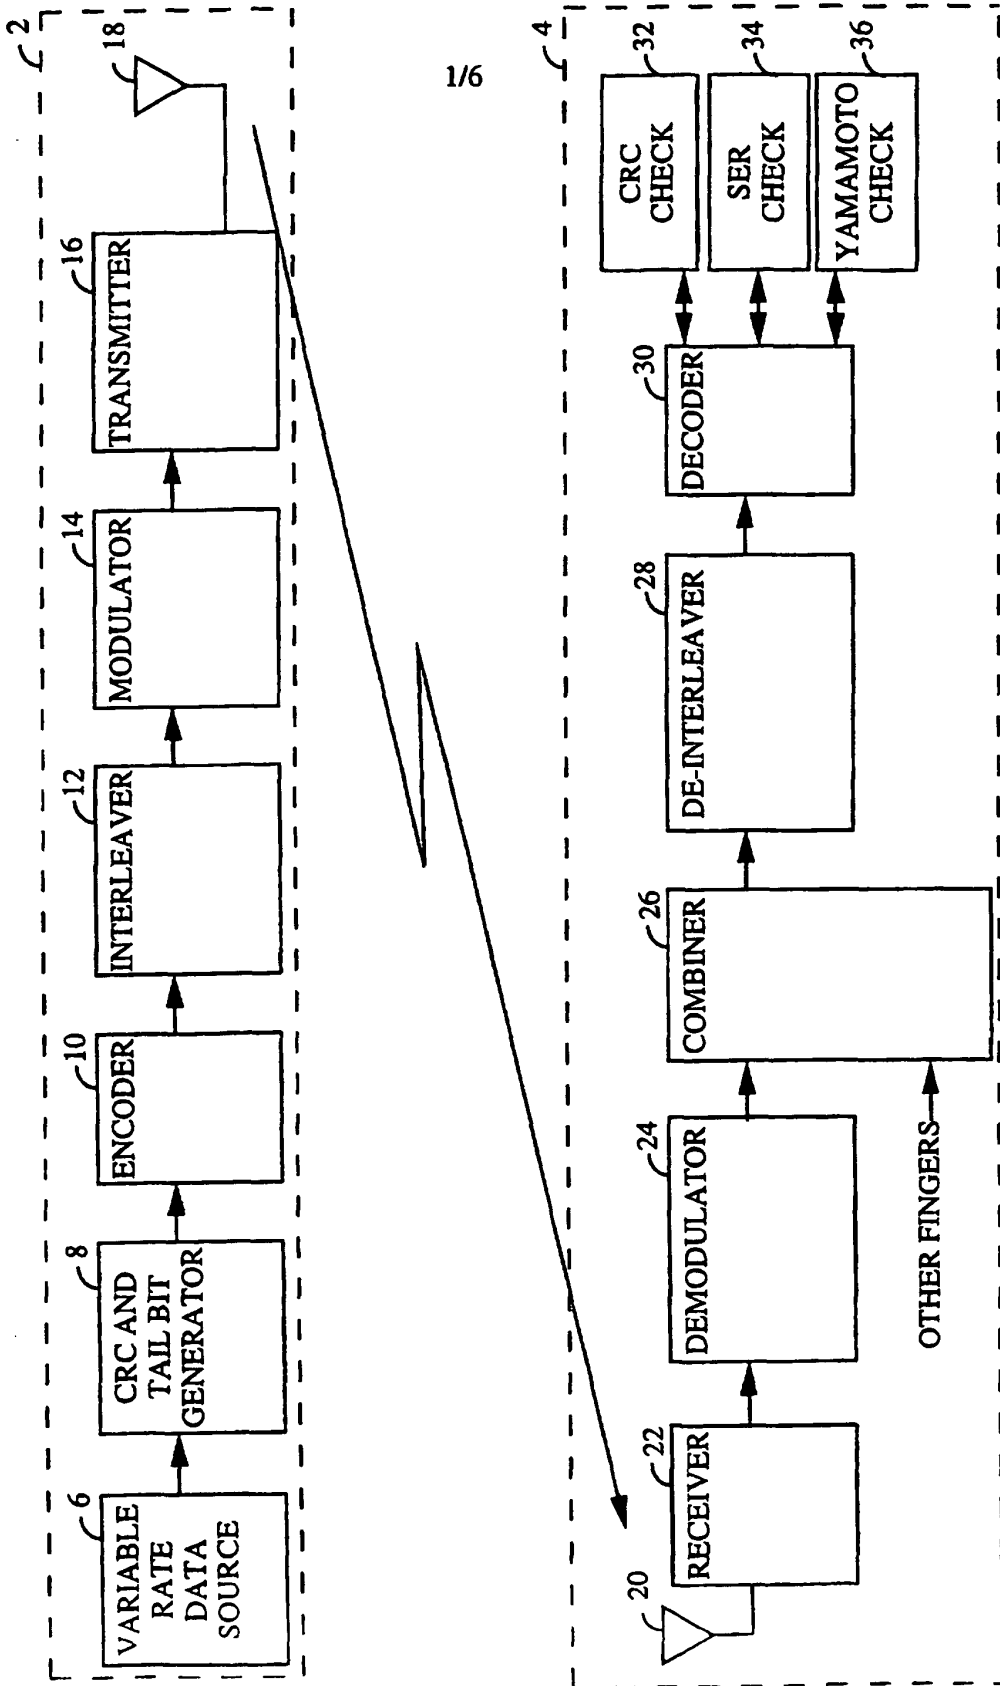 1/6
2
6
VARIABLE
RATE
DATA
SOURCE
8
CRC AND
TAIL BIT
GENERATOR
10
ENCODER
12
INTERLEAVER
14
MODULATOR
16
TRANSMITTER
18
4
20
22
RECEIVER
24
DEMODULATOR
OTHER FINGERS
26
COMBINER
28
DE-INTERLEAVER
30
DECODER
32
CRC
CHECK
34
SER
CHECK
36
YAMAMOTO
CHECK